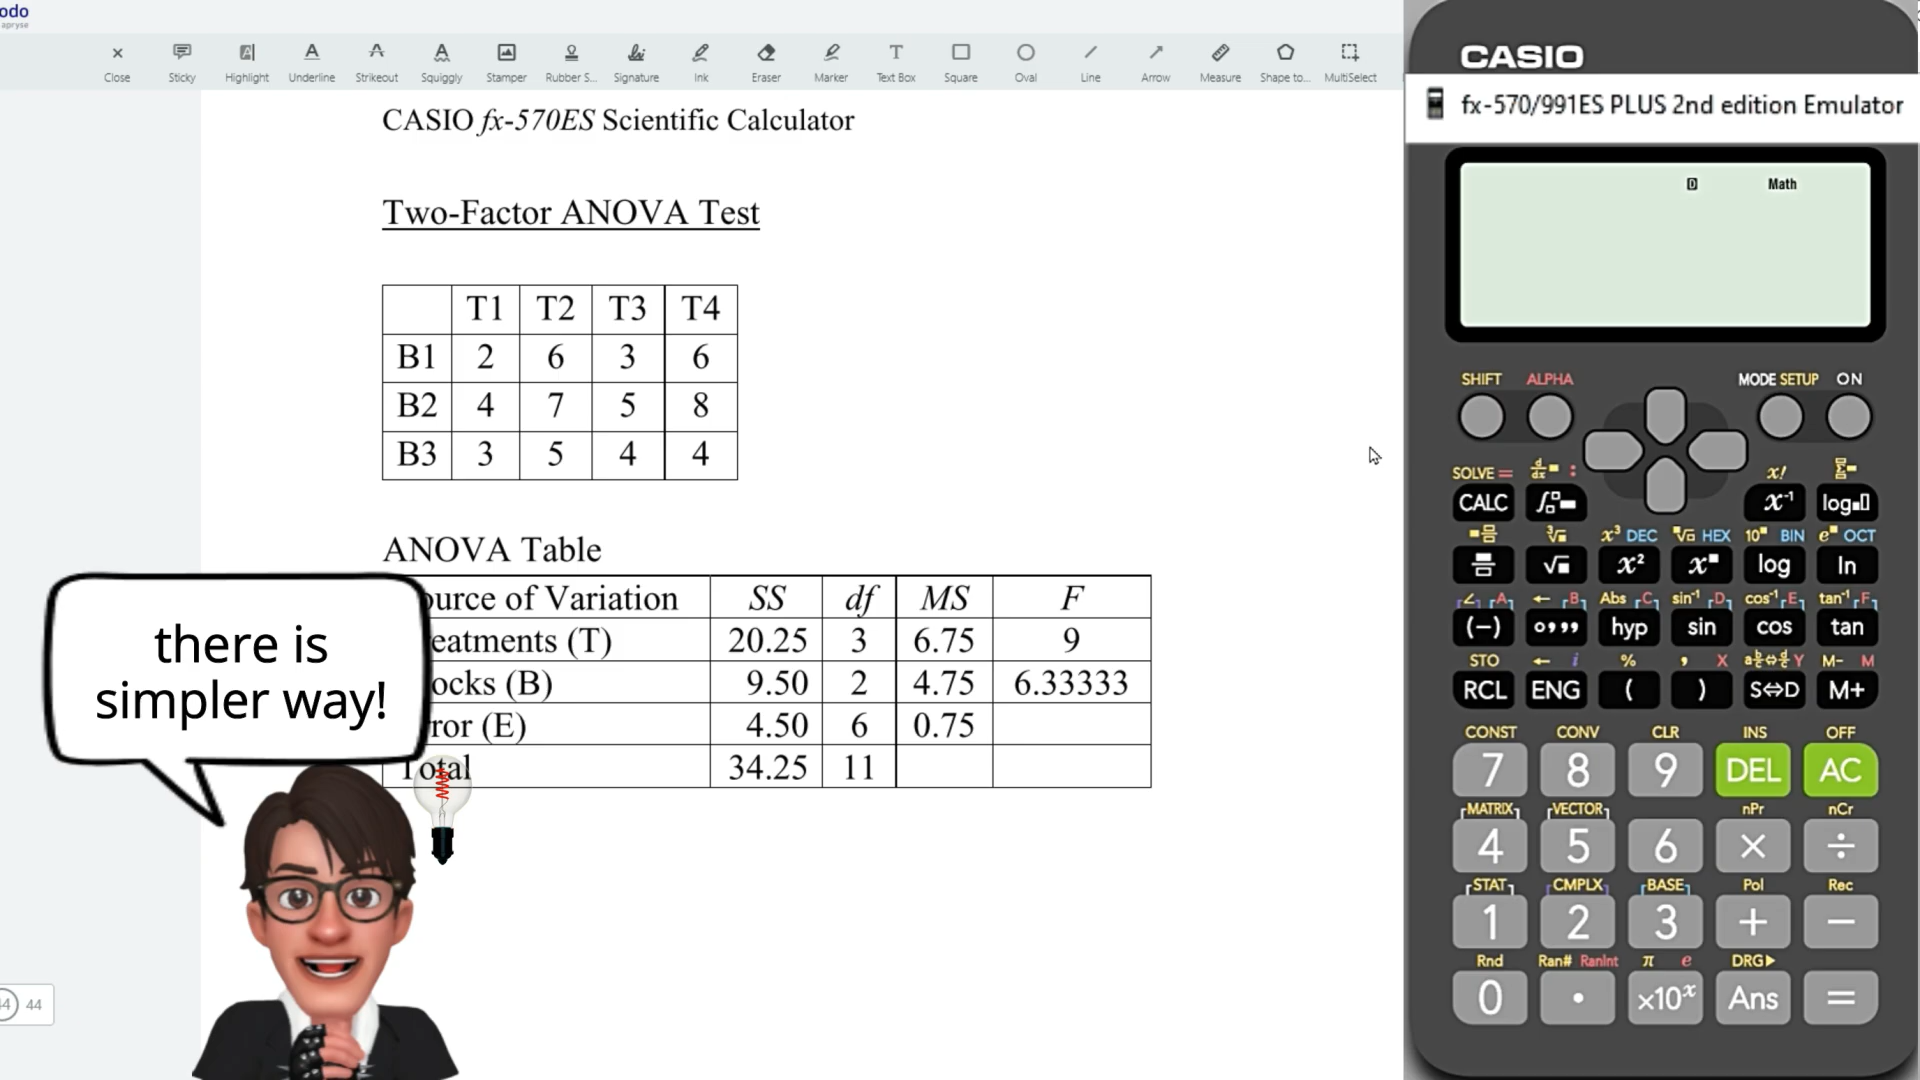 odo
apryse
Close Sticky Highlight Underline Strikeout Squiggly Stamper Rubber S... Signature Ink Eraser Marker Text Box Square Oval Line Arrow Measure Shape to... MultiSelect
CASIO fx-570ES Scientific Calculator
Two-Factor ANOVA Test
T1 T2 T3 T4
B1 2 6 3 6
B2 4 7 5 8
B3 3 5 4 4
ANOVA Table
ource of Variation SS df MS F
eatments (T) 20.25 3 6.75 9
ocks (B) 9.50 2 4.75 6.33333
ror (E) 4.50 6 0.75
Total 34.25 11
there is
simpler way!
44
CASIO
fx-570/991ES PLUS 2nd edition Emulator
D Math
SHIFT ALPHA MODE SETUP ON
SOLVE = d/dx■ : x! Σ■
CALC ∫■ x⁻¹ log■▯
■■/■ ³√■ x³ DEC ■√▯ HEX 10■ BIN e■ OCT
■/■ √■ x² x■ log ln
∠ A ← B Abs C sin⁻¹ D cos⁻¹ E tan⁻¹ F
(−) °’’’ hyp sin cos tan
STO ← i % , X a b/c⇔d/c Y M- M
RCL ENG ( ) S⇔D M+
CONST CONV CLR INS OFF
7 8 9 DEL AC
MATRIX VECTOR nPr nCr
4 5 6 × ÷
STAT CMPLX BASE Pol Rec
1 2 3 + −
Rnd Ran# RanInt π e DRG▶
0 • ×10ˣ Ans =